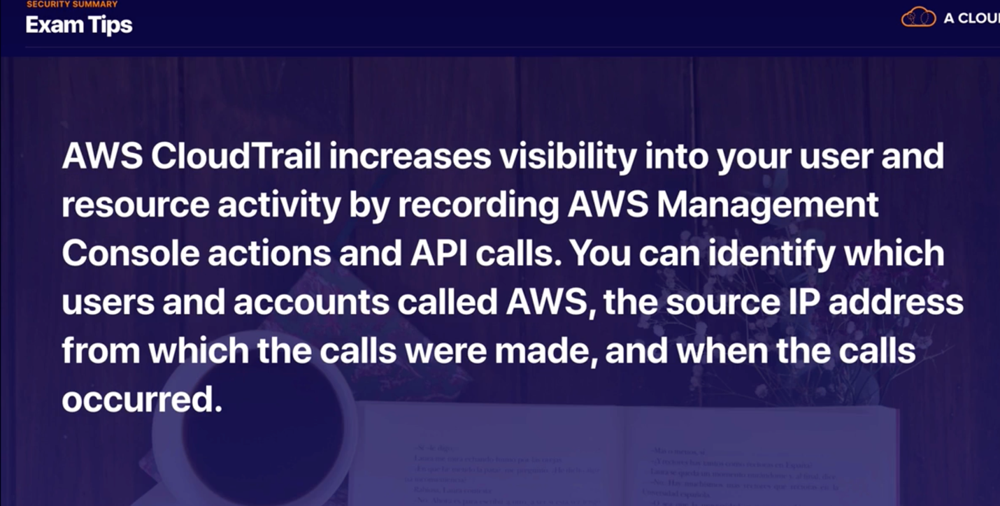 SECURITY SUMMARY
Exam Tips
A CLOU
AWS CloudTrail increases visibility into your user and
resource activity by recording AWS Management
Console actions and API calls. You can identify which
users and accounts called AWS, the source IP address
from which the calls were made, and when the calls
occurred.